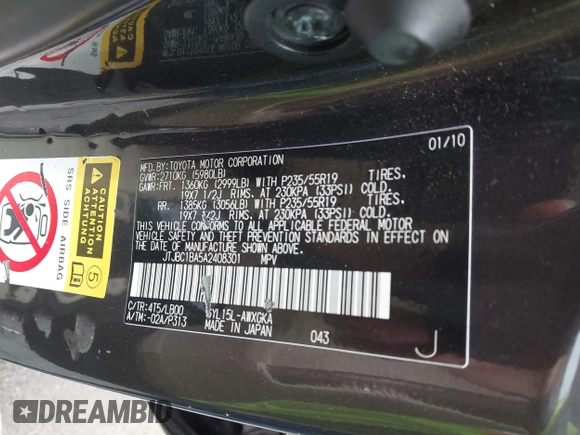 01/10
MFD.BY:TOYOTA MOTOR CORPORATION
GVWR:2710KG (5980LB)
GAWR:FRT. 1360KG (2999LB) WITH P235/55R19 TIRES.
19X7 1/2J RIMS. AT 230KPA (33PSI) COLD.
RR. 1385KG (3056LB) WITH P235/55R19 TIRES.
19X7 1/2J RIMS. AT 230KPA (33PSI) COLD.
THIS VEHICLE CONFORMS TO ALL APPLICABLE FEDERAL MOTOR
VEHICLE SAFETY AND THEFT PREVENTION STANDARDS IN EFFECT ON
THE DATE OF MANUFACTURE SHOWN ABOVE.
JTJBC1BA5A2408301 MPV
C/TR:4T5/LB00 GYL15L-AWXGKA
A/TM:-02A/P313 MADE IN JAPAN 043
J
CAUTION
ATTENTION
ACHTUNG
5
SRS SIDE AIRBAG
DREAMBID